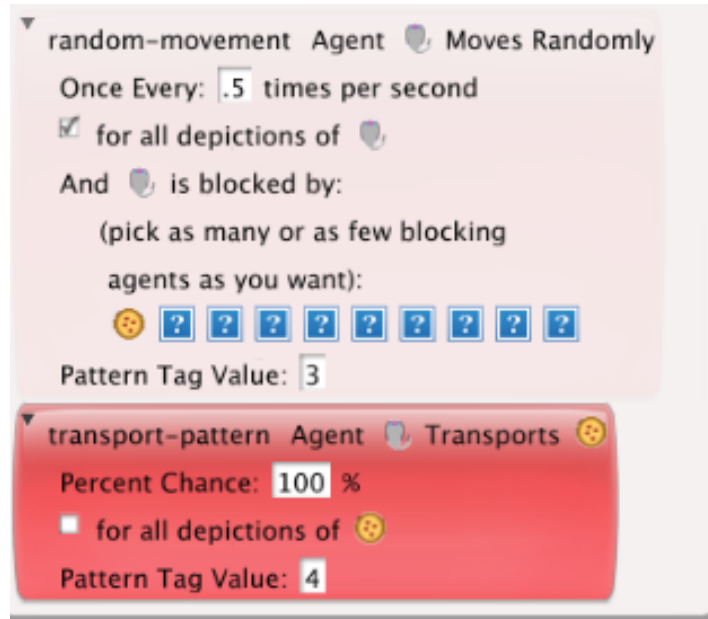 random-movement Agent Moves Randomly
Once Every: .5 times per second
for all depictions of
And is blocked by:
(pick as many or as few blocking
agents as you want):
? ? ? ? ? ? ? ? ?
Pattern Tag Value: 3
transport-pattern Agent Transports
Percent Chance: 100 %
for all depictions of
Pattern Tag Value: 4